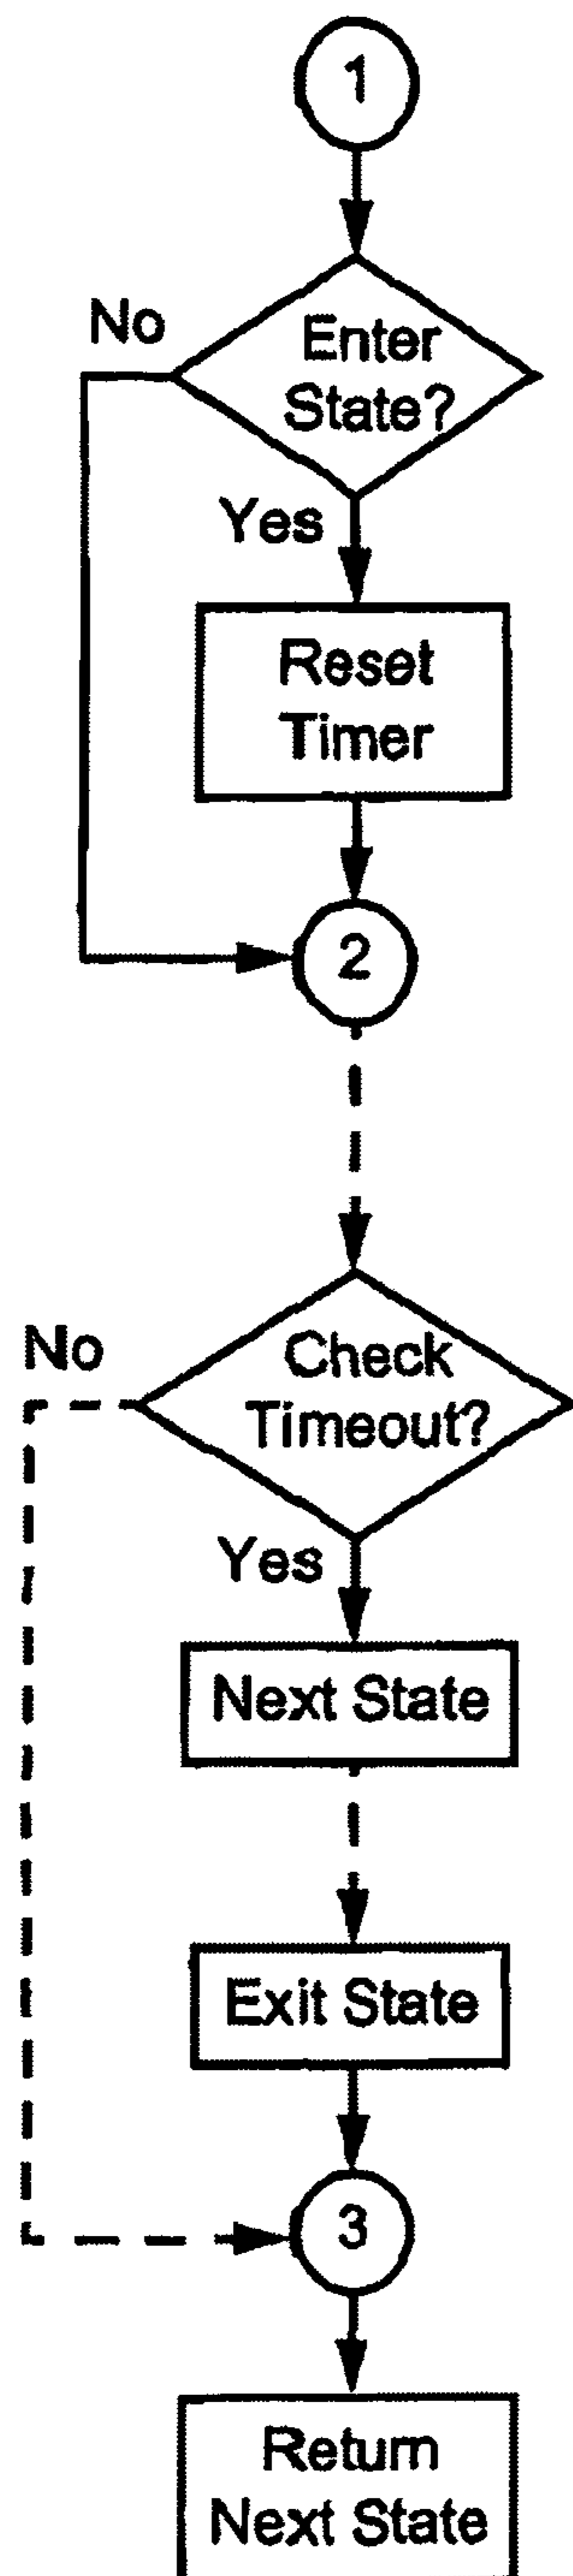 1
No
Enter
State?
Yes
Reset
Timer
2
No
Check
Timeout?
Yes
Next State
Exit State
3
Return
Next State